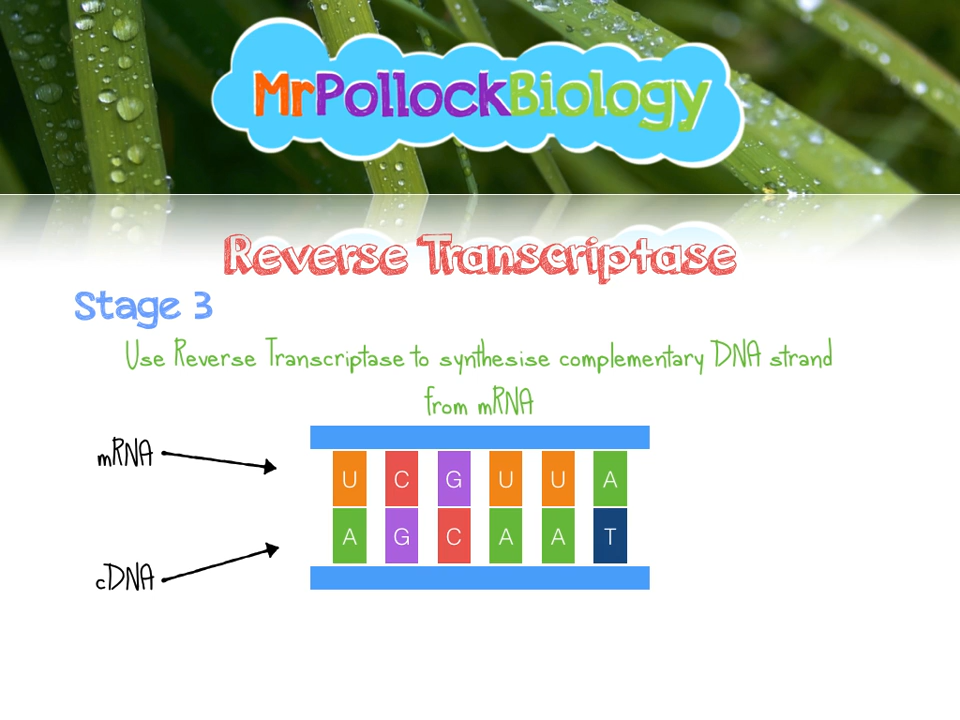 MrPollockBiology
Reverse Transcriptase
Stage 3
Use Reverse Transcriptase to synthesise complementary DNA strand
from mRNA
mRNA
U C G U U A
A G C A A T
cDNA